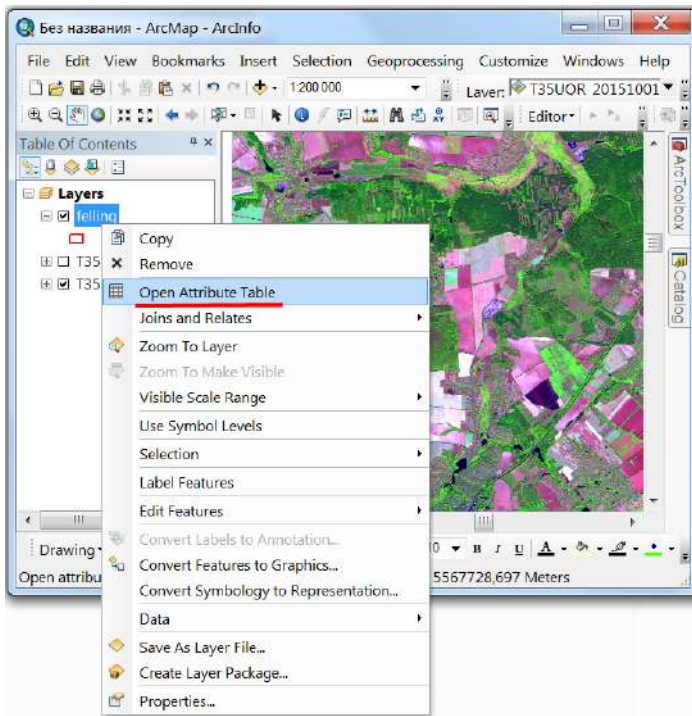 Без названия - ArcMap - ArcInfo
File Edit View Bookmarks Insert Selection Geoprocessing Customize Windows Help
1:200 000 Laver: T35UQR 20151001
Editor
Table Of Contents
Layers
felling
T35
T35
Copy
Remove
Open Attribute Table
Joins and Relates
Zoom To Layer
Zoom To Make Visible
Visible Scale Range
Use Symbol Levels
Selection
Label Features
Edit Features
Convert Labels to Annotation...
Convert Features to Graphics...
Convert Symbology to Representation...
Data
Save As Layer File...
Create Layer Package...
Properties...
ArcToolbox
Catalog
Drawing 0 B I U A
Open attribu 5567728,697 Meters